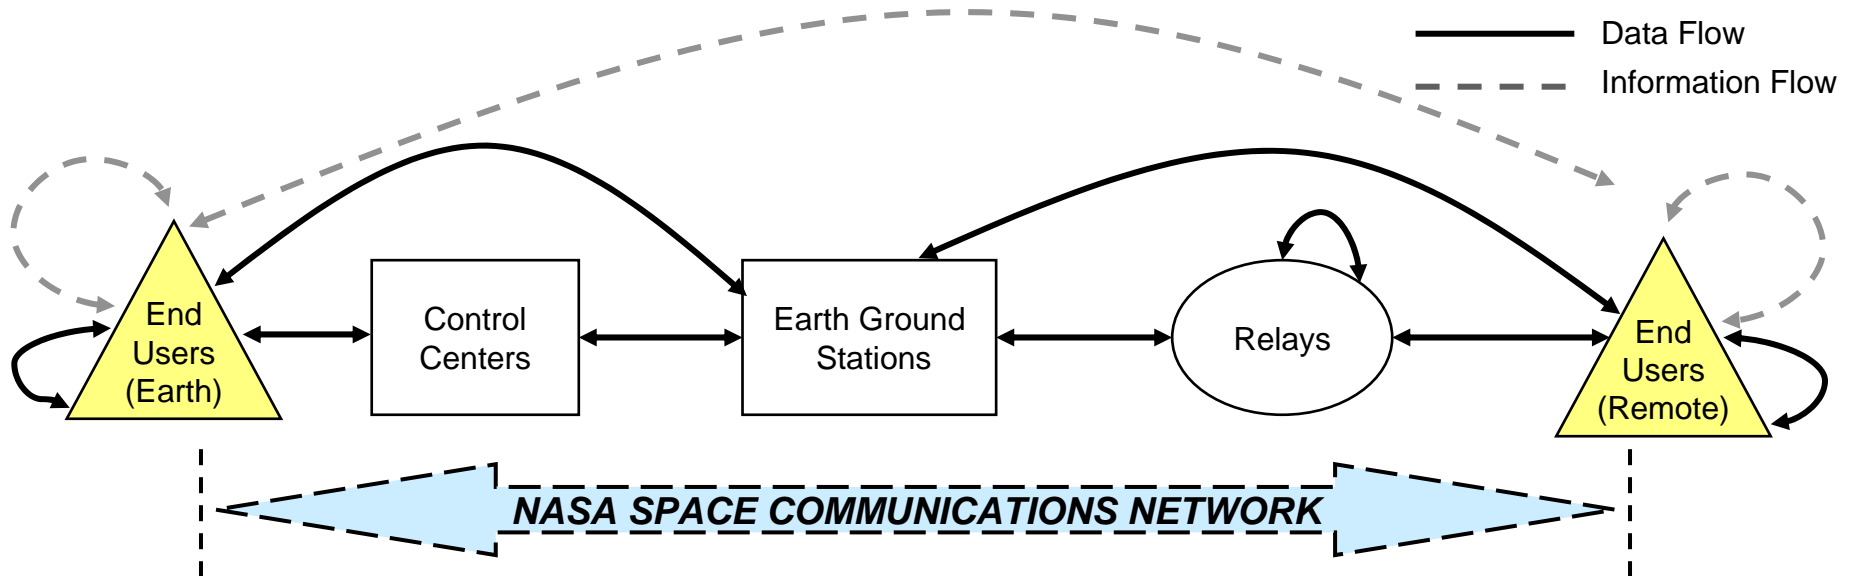 Data Flow
Information Flow
End
Users
(Earth)
Control
Centers
Earth Ground
Stations
Relays
End
Users
(Remote)
NASA SPACE COMMUNICATIONS NETWORK